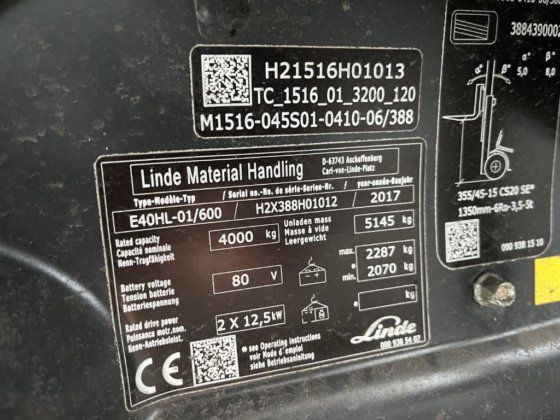 H21516H01013
TC_1516_01_3200_120
M1516-045S01-0410-06/388
Linde Material Handling
D-63743 Aschaffenburg
Carl-von-Linde-Platz
Type-Modèle-Typ / Serial no.-No. de série-Serien-Nr. / year-année-Baujahr
E40HL-01/600 / H2X388H01012 / 2017
Rated capacity
Capacité nominale
Nenn-Tragfähigkeit
4000 kg
Unladen mass
Masse à vide
Leergewicht
5145 kg
Battery voltage
Tension batterie
Batteriespannung
80 V
max. 2287 kg
min. 2070 kg
* kg
Rated drive power
Puissance motr.nom.
Nenn-Antriebsleist.
2 X 12,5 kW
* see Operating instructions
voir Mode d'emploi
siehe Betriebsanleitung
CE
Linde
000 938 54 07
3884390002
α° β° α°
5,0 8,0
355/45-15 CS20 SE*
1350mm-6Ro-3,5-5t
000 938 15 10